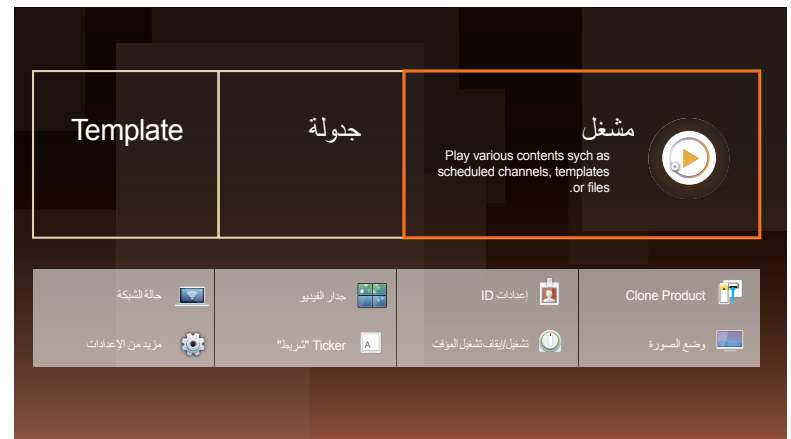 مشغل
Play various contents sych as
scheduled channels, templates
or files.
جدولة
Template
Clone Product
إعدادات ID
جدار الفيديو
حالة الشبكة
وضع الصورة
تشغيل/إيقاف تشغيل المؤقت
Ticker "شريط"
مزيد من الإعدادات